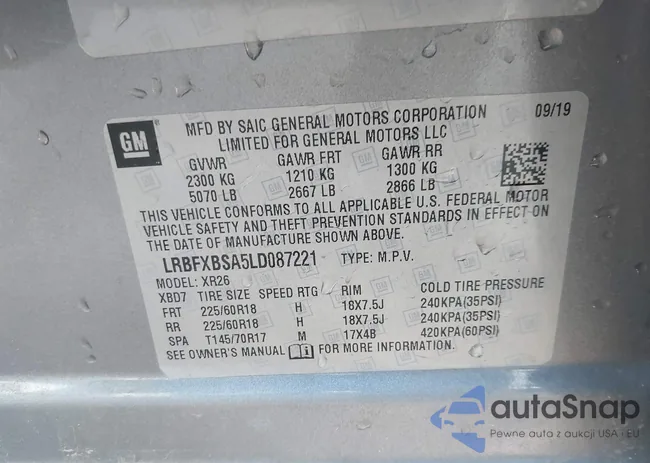 GM
MFD BY SAIC GENERAL MOTORS CORPORATION 09/19
LIMITED FOR GENERAL MOTORS LLC
GVWR GAWR FRT GAWR RR
2300 KG 1210 KG 1300 KG
5070 LB 2667 LB 2866 LB
THIS VEHICLE CONFORMS TO ALL APPLICABLE U.S. FEDERAL MOTOR
VEHICLE SAFETY AND THEFT PREVENTION STANDARDS IN EFFECT ON
THE DATE OF MANUFACTURE SHOWN ABOVE.
LRBFXBSA5LD087221 TYPE: M.P.V.
MODEL: XR26
XBD7 TIRE SIZE SPEED RTG RIM COLD TIRE PRESSURE
FRT 225/60R18 H 18X7.5J 240KPA(35PSI)
RR 225/60R18 H 18X7.5J 240KPA(35PSI)
SPA T145/70R17 M 17X4B 420KPA(60PSI)
SEE OWNER'S MANUAL FOR MORE INFORMATION.
autaSnap
Pewne auto z aukcji USA i EU